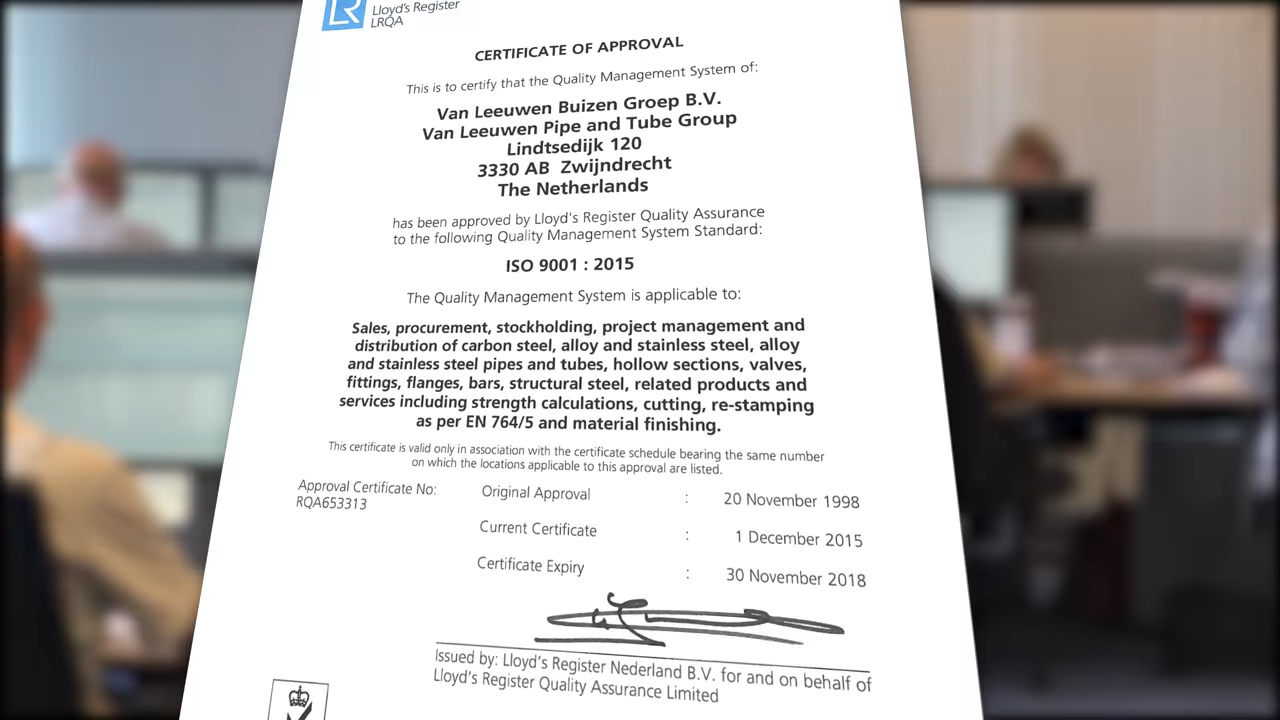 LR
Lloyd's Register
LRQA
CERTIFICATE OF APPROVAL
This is to certify that the Quality Management System of:
Van Leeuwen Buizen Groep B.V.
Van Leeuwen Pipe and Tube Group
Lindtsedijk 120
3330 AB Zwijndrecht
The Netherlands
has been approved by Lloyd's Register Quality Assurance
to the following Quality Management System Standard:
ISO 9001 : 2015
The Quality Management System is applicable to:
Sales, procurement, stockholding, project management and
distribution of carbon steel, alloy and stainless steel, alloy
and stainless steel pipes and tubes, hollow sections, valves,
fittings, flanges, bars, structural steel, related products and
services including strength calculations, cutting, re-stamping
as per EN 764/5 and material finishing.
This certificate is valid only in association with the certificate schedule bearing the same number
on which the locations applicable to this approval are listed.
Approval Certificate No:
RQA653313
Original Approval : 20 November 1998
Current Certificate : 1 December 2015
Certificate Expiry : 30 November 2018
Issued by: Lloyd's Register Nederland B.V. for and on behalf of
Lloyd's Register Quality Assurance Limited